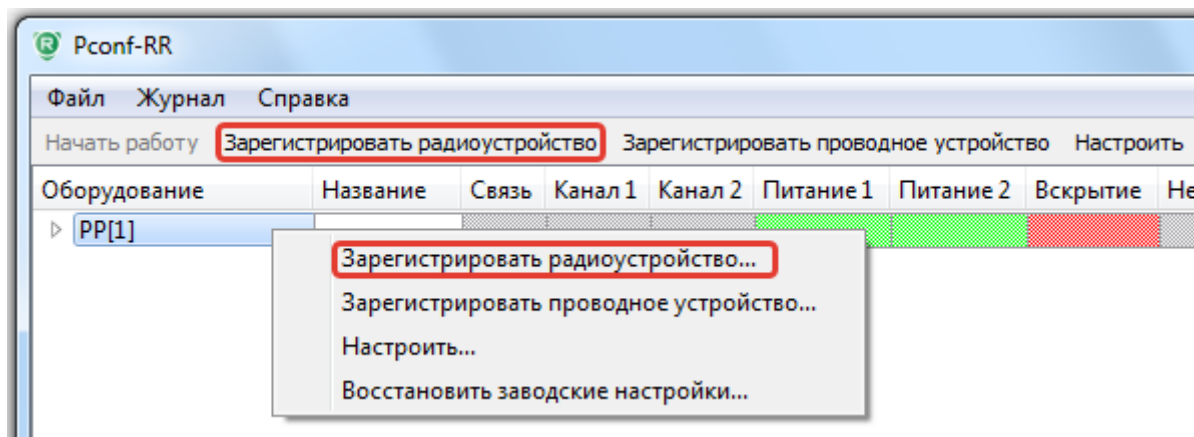 Pconf-RR
Файл Журнал Справка
Начать работу Зарегистрировать радиоустройство Зарегистрировать проводное устройство Настроить
Оборудование Название Связь Канал 1 Канал 2 Питание 1 Питание 2 Вскрытие Не
РР[1]
Зарегистрировать радиоустройство...
Зарегистрировать проводное устройство...
Настроить...
Восстановить заводские настройки...